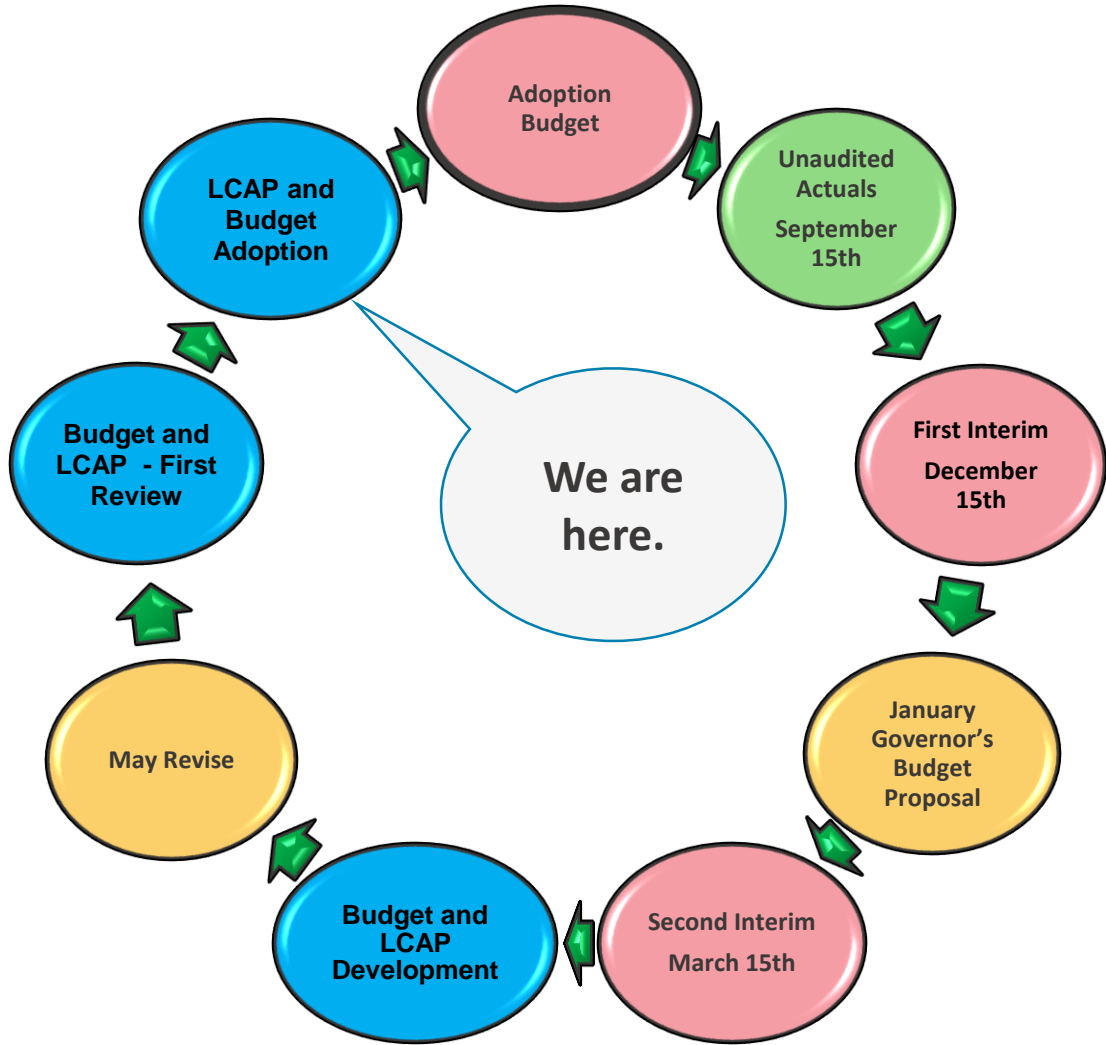 Adoption
Budget
Unaudited
Actuals
September
15th
First Interim
December
15th
January
Governor’s
Budget
Proposal
Second Interim
March 15th
Budget and
LCAP
Development
May Revise
Budget and
LCAP - First
Review
LCAP and
Budget
Adoption
We are
here.